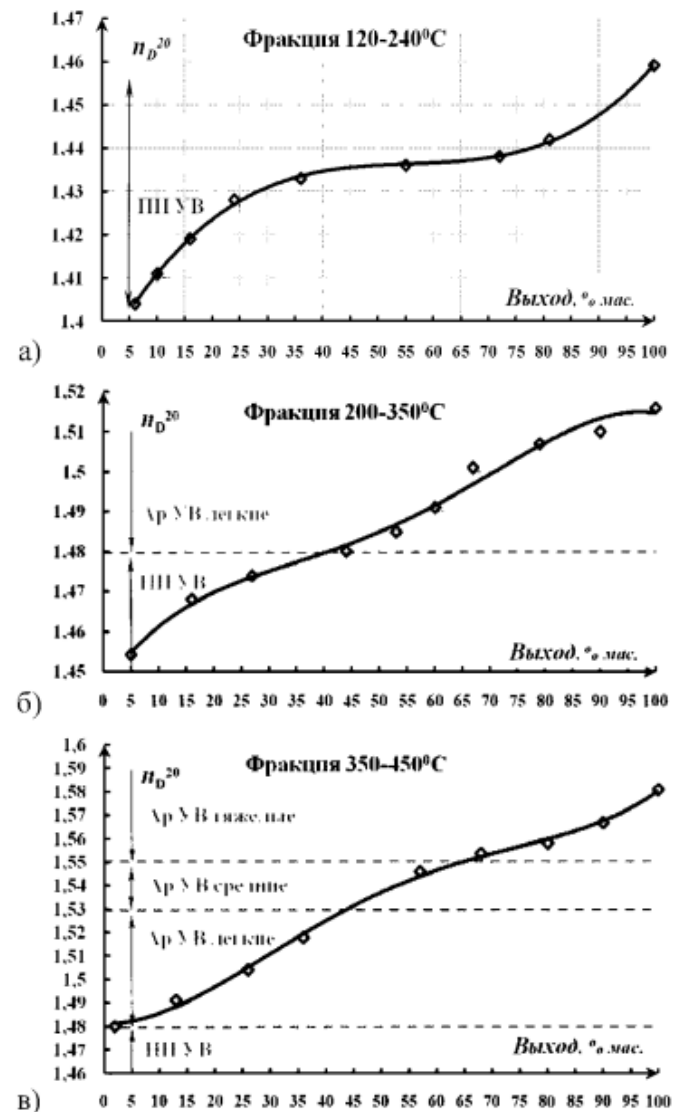 1,47
n_D^20
Фракция 120-240⁰С
1,46
1,45
1,44
1,43
ПН УВ
1,42
1,41
Выход, % мас.
1,4
а)
0 5 10 15 20 25 30 35 40 45 50 55 60 65 70 75 80 85 90 95 100
1,52
n_D^20
Фракция 200-350⁰С
1,51
1,5
1,49
Ар УВ легкие
1,48
1,47
ПН УВ
1,46
Выход, % мас.
1,45
б)
0 5 10 15 20 25 30 35 40 45 50 55 60 65 70 75 80 85 90 95 100
1,6
n_D^20
Фракция 350-450⁰С
1,59
1,58
Ар УВ тяжелые
1,57
1,56
1,55
Ар УВ средние
1,54
1,53
1,52
Ар УВ легкие
1,51
1,5
1,49
1,48
1,47
ПН УВ
Выход, % мас.
1,46
в)
0 5 10 15 20 25 30 35 40 45 50 55 60 65 70 75 80 85 90 95 100